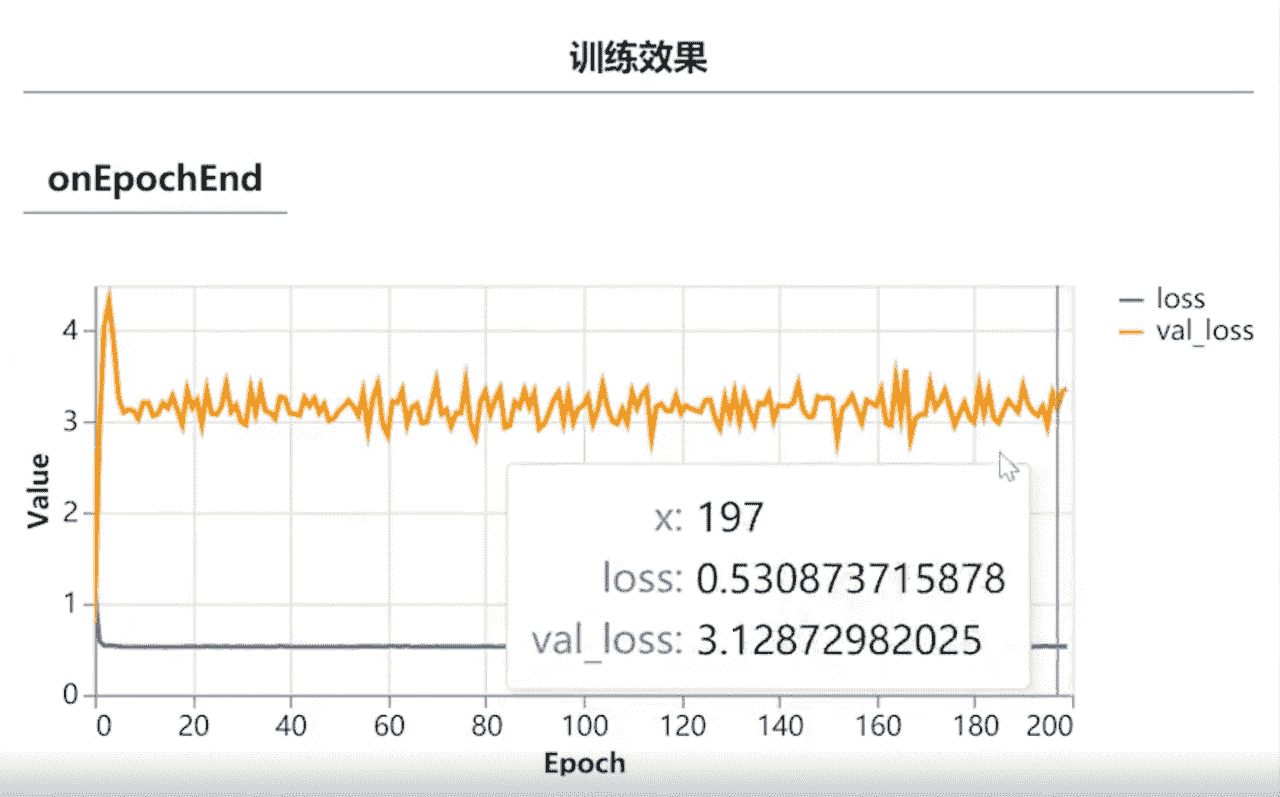 训练效果
onEpochEnd
loss
val_loss
4
3
2
1
0
Value
x: 197
loss: 0.530873715878
val_loss: 3.12872982025
0 20 40 60 80 100 120 140 160 180 200
Epoch